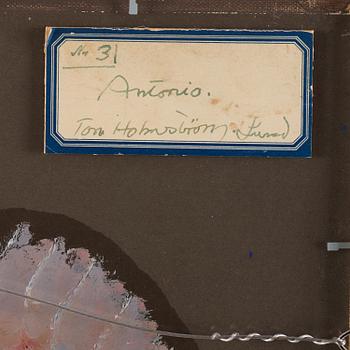 No 31
Antonio.
Tom Holmström. Lund